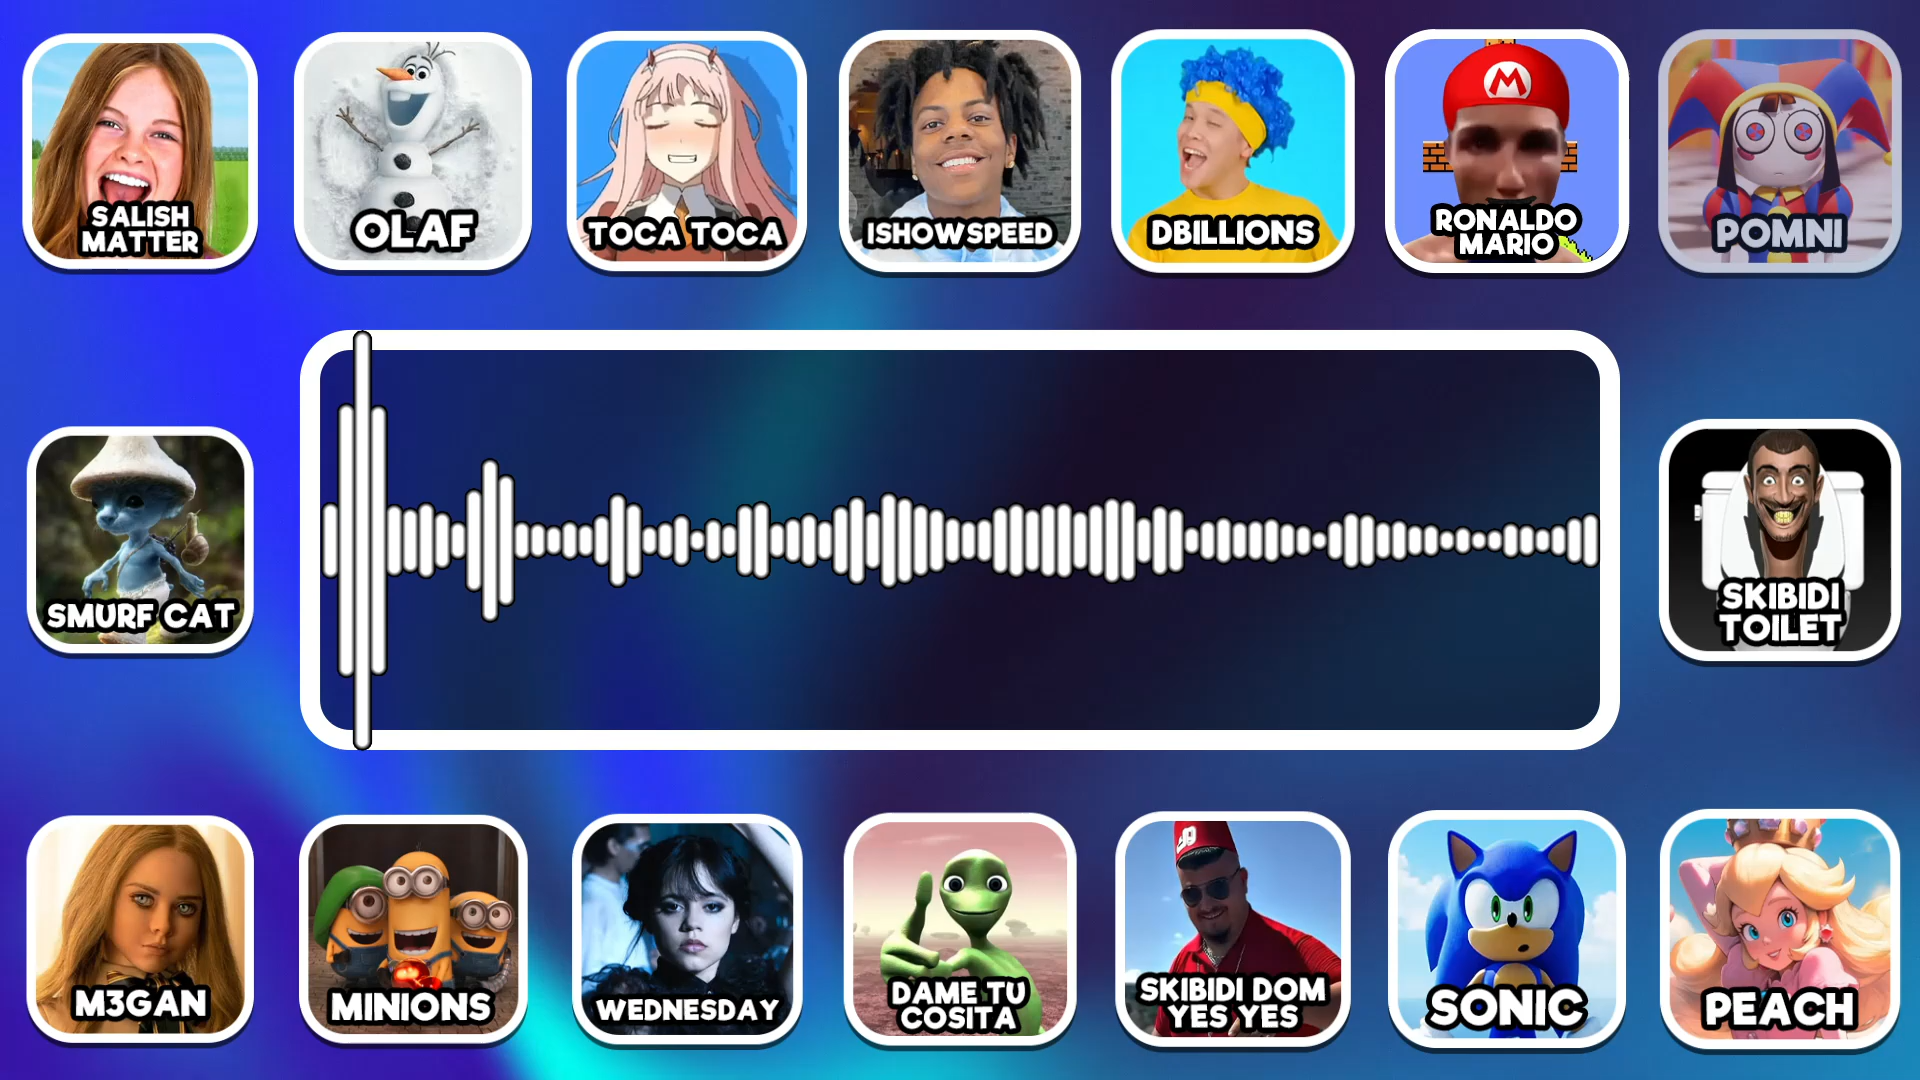 SALISH
MATTER
OLAF
TOCA TOCA
ISHOWSPEED
DBILLIONS
M
RONALDO
MARIO
POMNI
SMURF CAT
SKIBIDI
TOILET
M3GAN
MINIONS
WEDNESDAY
DAME TU
COSITA
SKIBIDI DOM
YES YES
SONIC
PEACH